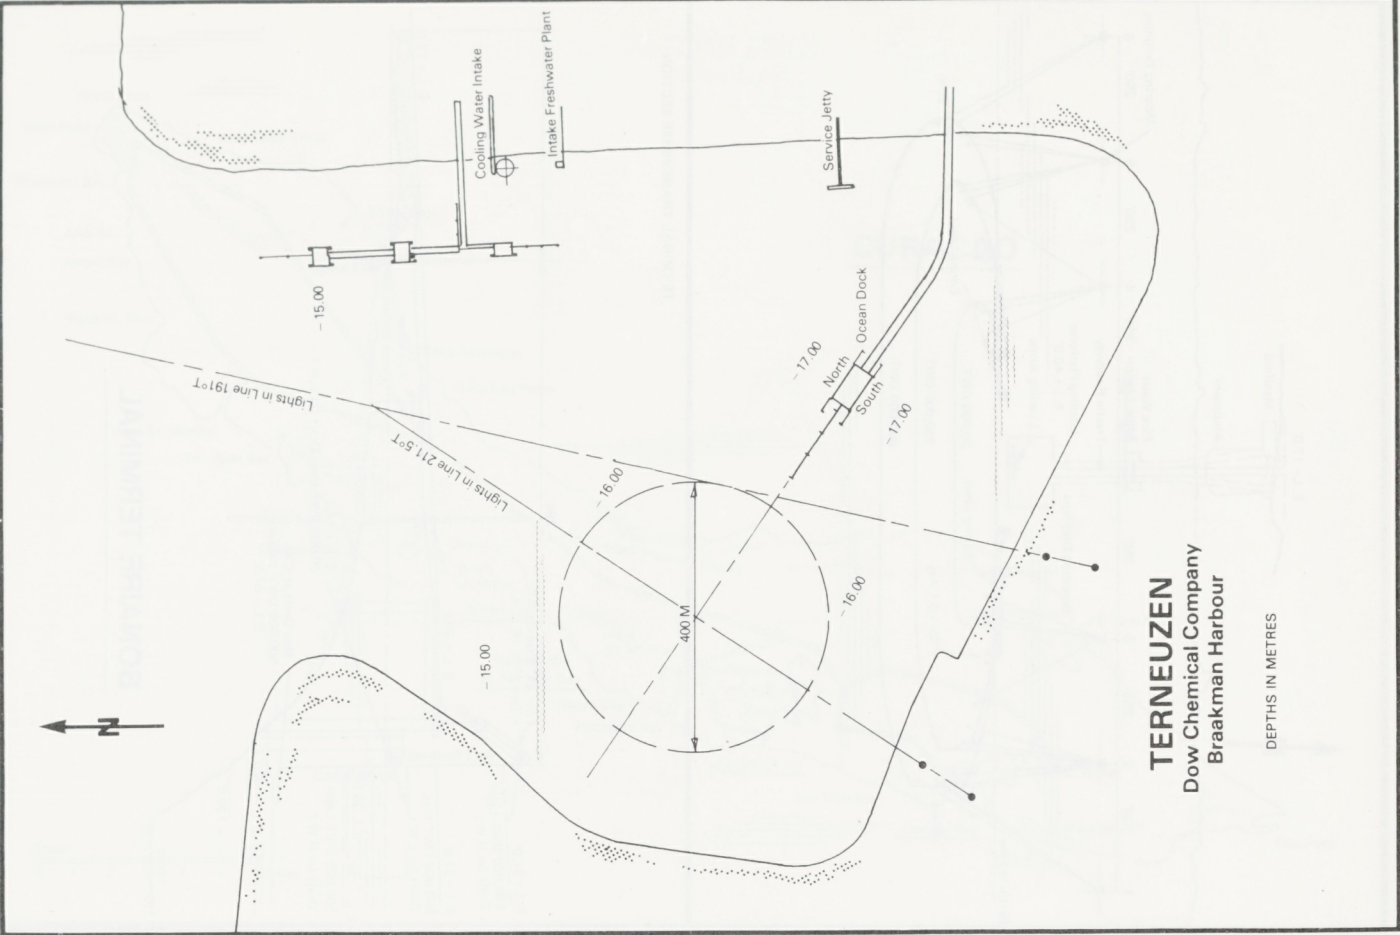 TERNEUZEN
Dow Chemical Company
Braakman Harbour
DEPTHS IN METRES
N
Cooling Water Intake
Intake Freshwater Plant
Service Jetty
Ocean Dock
North
South
– 15.00
– 17.00
– 17.00
Lights in Line 191°T
Lights in Line 211.5°T
– 16.00
400 M
– 16.00
– 15.00
BONAIRE TERMINAL